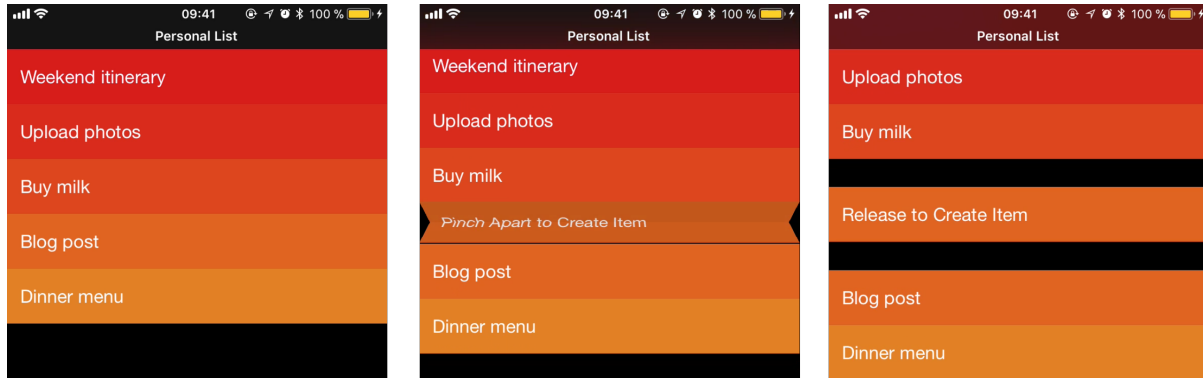 09:41 100 %
Personal List
Weekend itinerary
Upload photos
Buy milk
Blog post
Dinner menu
09:41 100 %
Personal List
Weekend itinerary
Upload photos
Buy milk
Pinch Apart to Create Item
Blog post
Dinner menu
09:41 100 %
Personal List
Upload photos
Buy milk
Release to Create Item
Blog post
Dinner menu